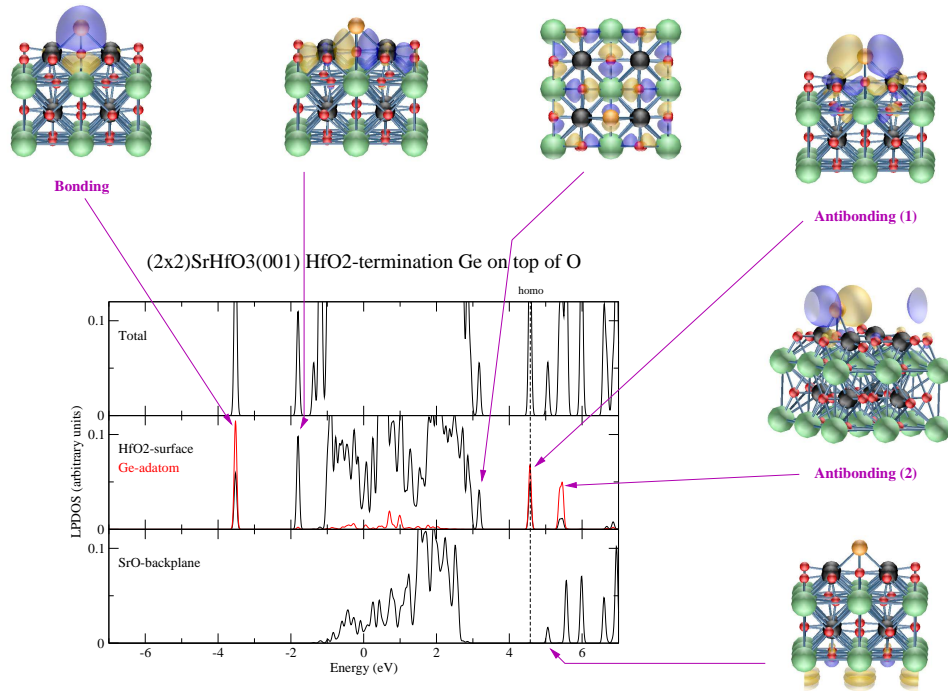 Bonding
Antibonding (1)
(2x2)SrHfO3(001) HfO2-termination Ge on top of O
homo
0.1
Total
0
Antibonding (2)
0.1
HfO2-surface
Ge-adatom
0
LPDOS (arbitrary units)
0.1
SrO-backplane
0
-6 -4 -2 0 2 4 6
Energy (eV)